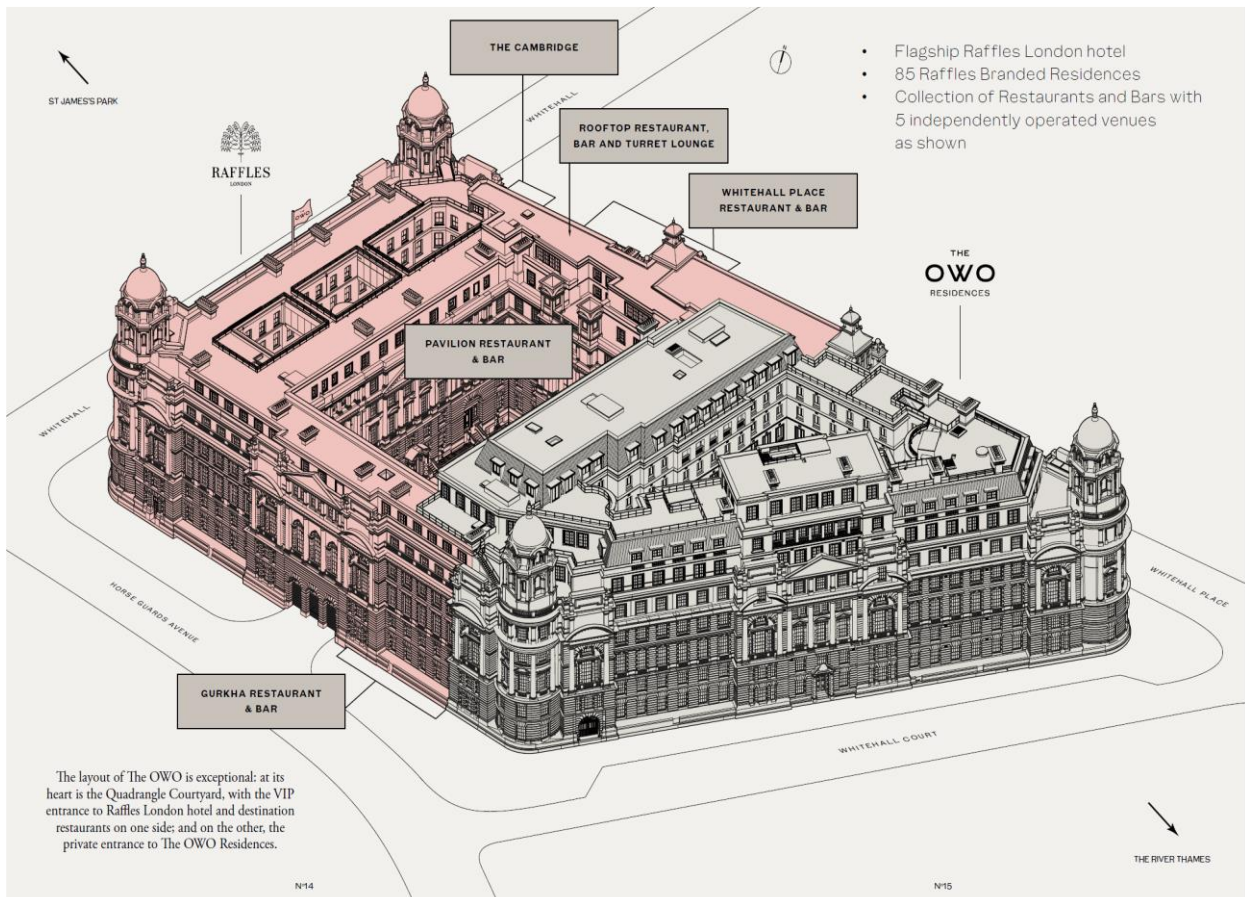 THE CAMBRIDGE
N
• Flagship Raffles London hotel
• 85 Raffles Branded Residences
• Collection of Restaurants and Bars with
5 independently operated venues
as shown
ST JAMES'S PARK
WHITEHALL
ROOFTOP RESTAURANT,
BAR AND TURRET LOUNGE
RAFFLES
LONDON
WHITEHALL PLACE
RESTAURANT & BAR
OWO
THE
OWO
RESIDENCES
PAVILION RESTAURANT
& BAR
WHITEHALL
HORSE GUARDS AVENUE
WHITEHALL PLACE
GURKHA RESTAURANT
& BAR
WHITEHALL COURT
The layout of The OWO is exceptional: at its
heart is the Quadrangle Courtyard, with the VIP
entrance to Raffles London hotel and destination
restaurants on one side; and on the other, the
private entrance to The OWO Residences.
THE RIVER THAMES
Nº14
Nº15